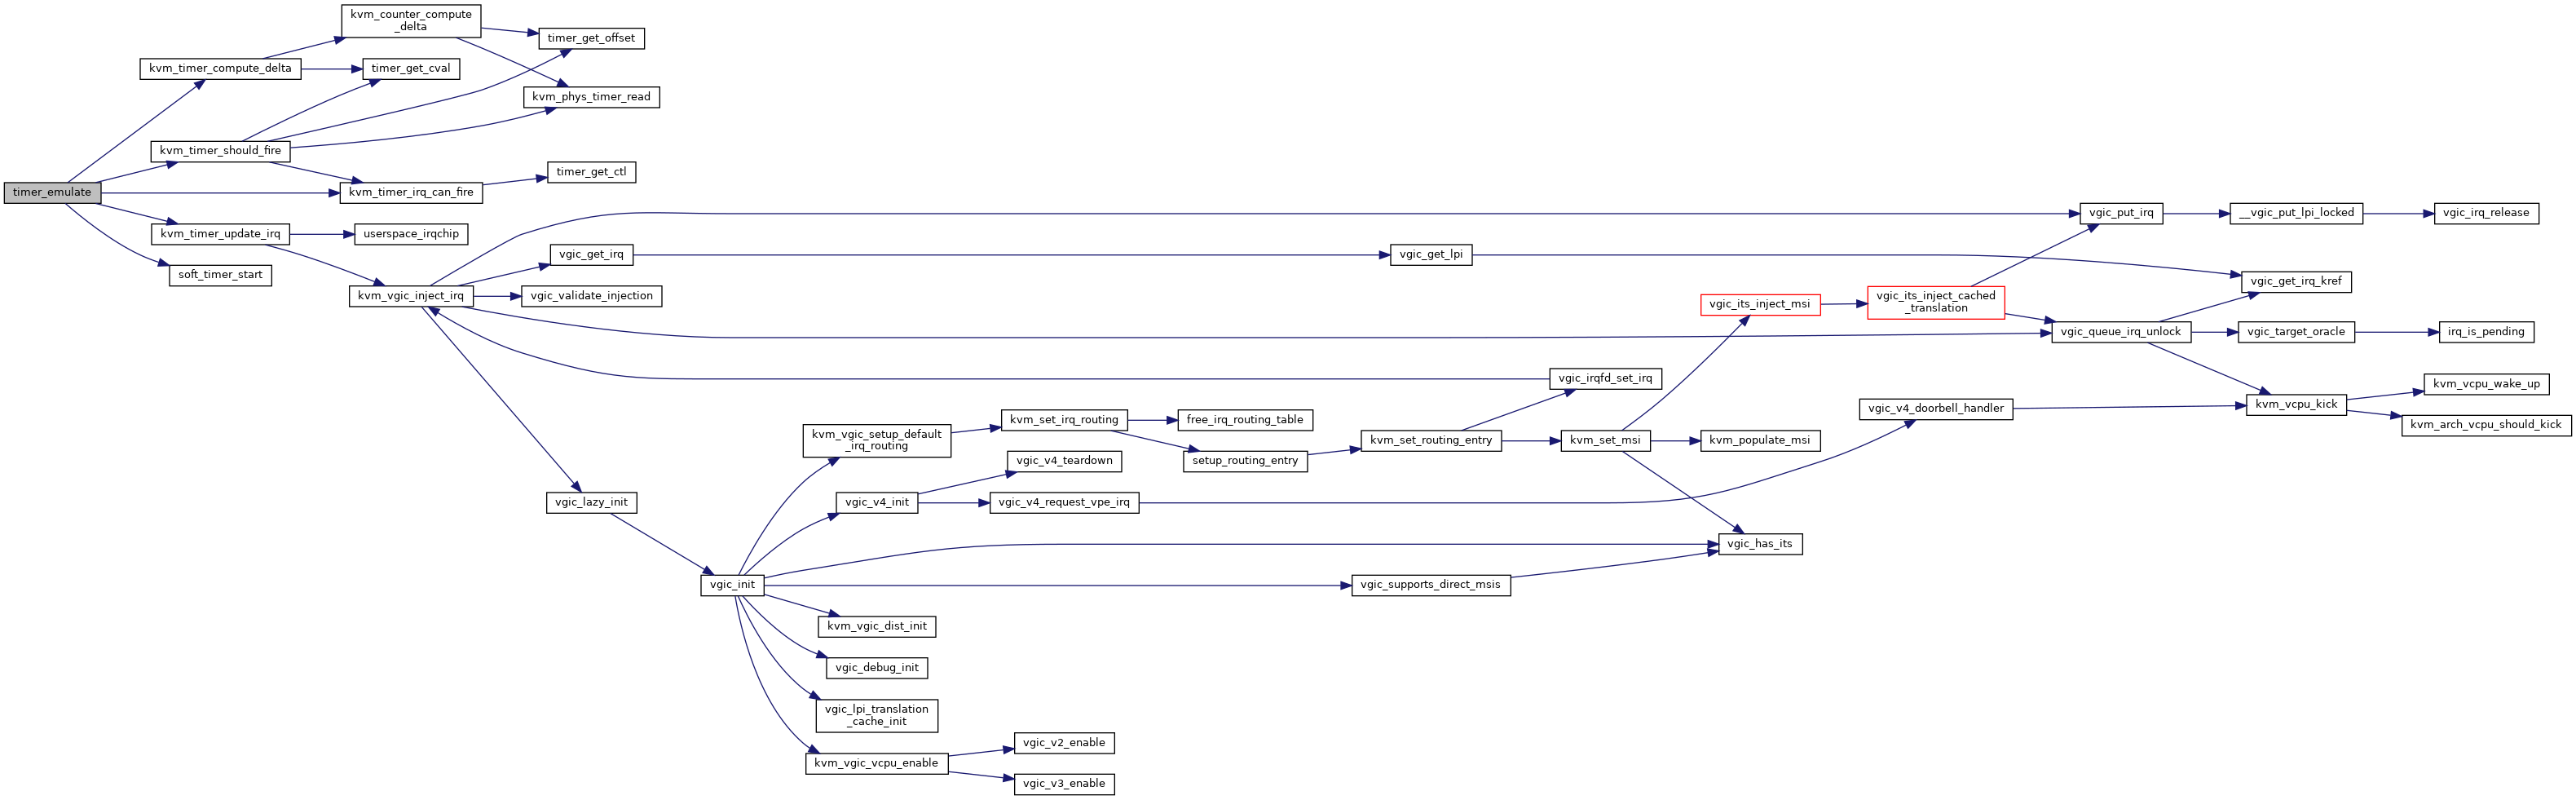 kvm_counter_compute
_delta
timer_get_offset
kvm_timer_compute_delta
timer_get_cval
kvm_phys_timer_read
kvm_timer_should_fire
timer_get_ctl
timer_emulate
kvm_timer_irq_can_fire
kvm_timer_update_irq
userspace_irqchip
soft_timer_start
vgic_put_irq
__vgic_put_lpi_locked
vgic_irq_release
vgic_get_irq
vgic_get_lpi
vgic_get_irq_kref
kvm_vgic_inject_irq
vgic_validate_injection
vgic_its_inject_msi
vgic_its_inject_cached
_translation
vgic_queue_irq_unlock
vgic_target_oracle
irq_is_pending
vgic_irqfd_set_irq
kvm_vcpu_wake_up
vgic_v4_doorbell_handler
kvm_vcpu_kick
kvm_arch_vcpu_should_kick
kvm_vgic_setup_default
_irq_routing
kvm_set_irq_routing
free_irq_routing_table
kvm_set_routing_entry
kvm_set_msi
kvm_populate_msi
vgic_v4_teardown
setup_routing_entry
vgic_lazy_init
vgic_v4_init
vgic_v4_request_vpe_irq
vgic_has_its
vgic_init
vgic_supports_direct_msis
kvm_vgic_dist_init
vgic_debug_init
vgic_lpi_translation
_cache_init
kvm_vgic_vcpu_enable
vgic_v2_enable
vgic_v3_enable